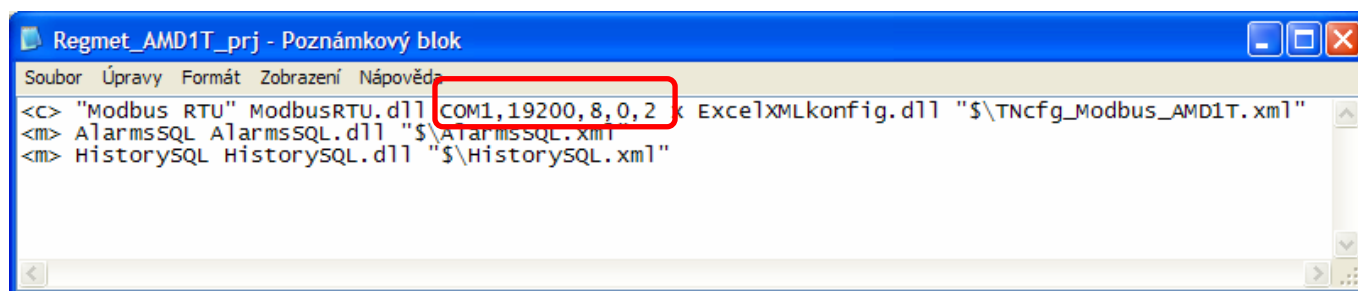 Regmet_AMD1T_prj - Poznámkový blok
Soubor Úpravy Formát Zobrazení Nápověda
<c> "Modbus RTU" ModbusRTU.dll COM1,19200,8,0,2 x ExcelXMLkonfig.dll "$\TNcfg_Modbus_AMD1T.xml"
<m> AlarmsSQL AlarmsSQL.dll "$\AlarmsSQL.xml"
<m> HistorySQL HistorySQL.dll "$\HistorySQL.xml"